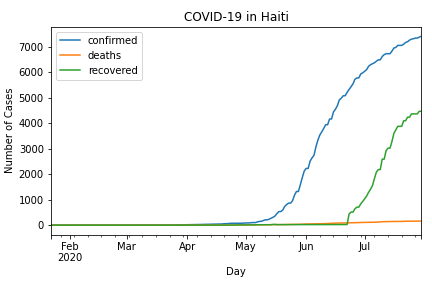 COVID-19 in Haiti
confirmed
deaths
recovered
Number of Cases
7000
6000
5000
4000
3000
2000
1000
0
Feb
2020
Mar
Apr
May
Jun
Jul
Day